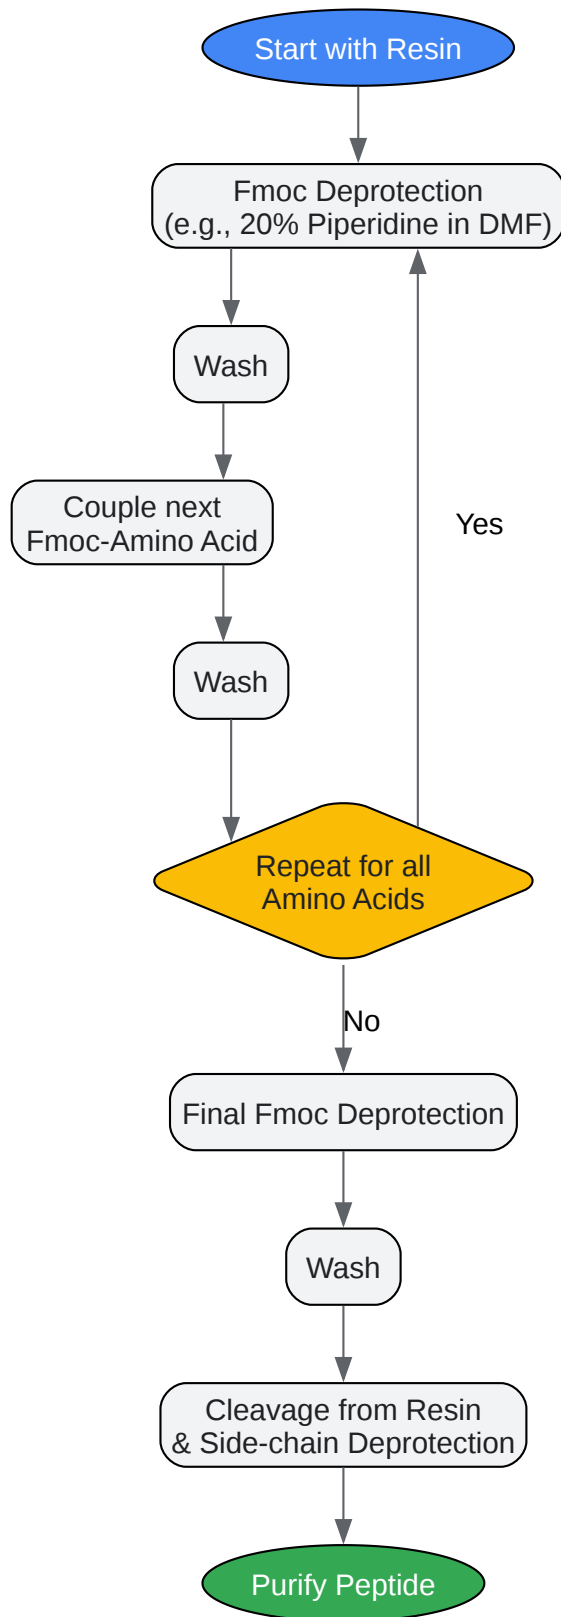 Start with Resin
Fmoc Deprotection
(e.g., 20% Piperidine in DMF)
Wash
Couple next
Fmoc-Amino Acid
Yes
Wash
Repeat for all
Amino Acids
No
Final Fmoc Deprotection
Wash
Cleavage from Resin
& Side-chain Deprotection
Purify Peptide